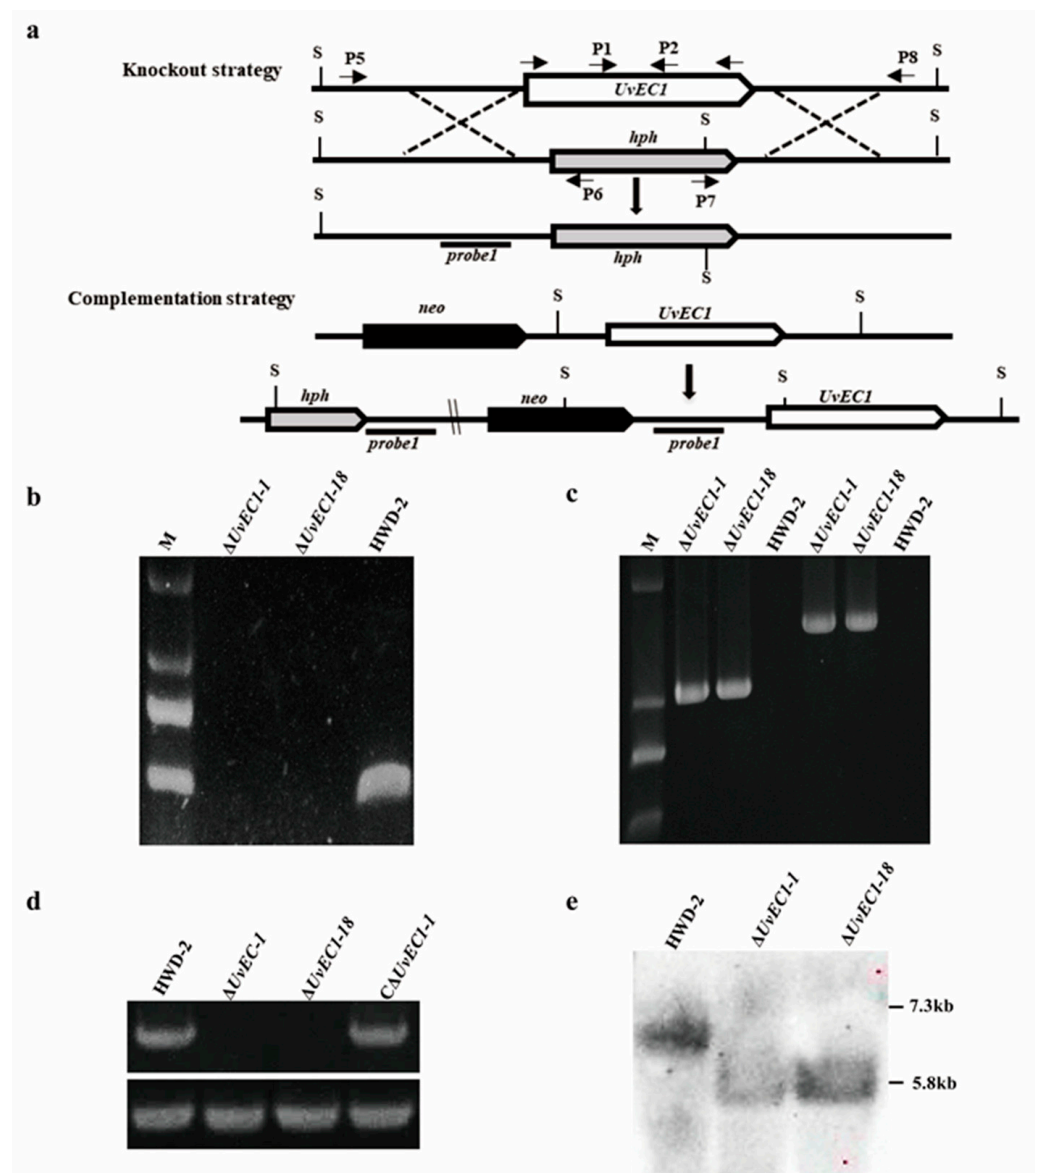 a
S P5 P1 P2 P8 S
Knockout strategy
UvEC1
S hph S S
P6 P7
S
probe1 hph
S
Complementation strategy
neo S UvEC1 S
S hph neo S S UvEC1 S
probe1 probe1
b
M ΔUvEC1-1 ΔUvEC1-18 HWD-2
c
M ΔUvEC1-1 ΔUvEC1-18 HWD-2 ΔUvEC1-1 ΔUvEC1-18 HWD-2
d
HWD-2 ΔUvEC-1 ΔUvEC1-18 CΔUvEC1-1
e
HWD-2 ΔUvEC1-1 ΔUvEC1-18
7.3kb
5.8kb